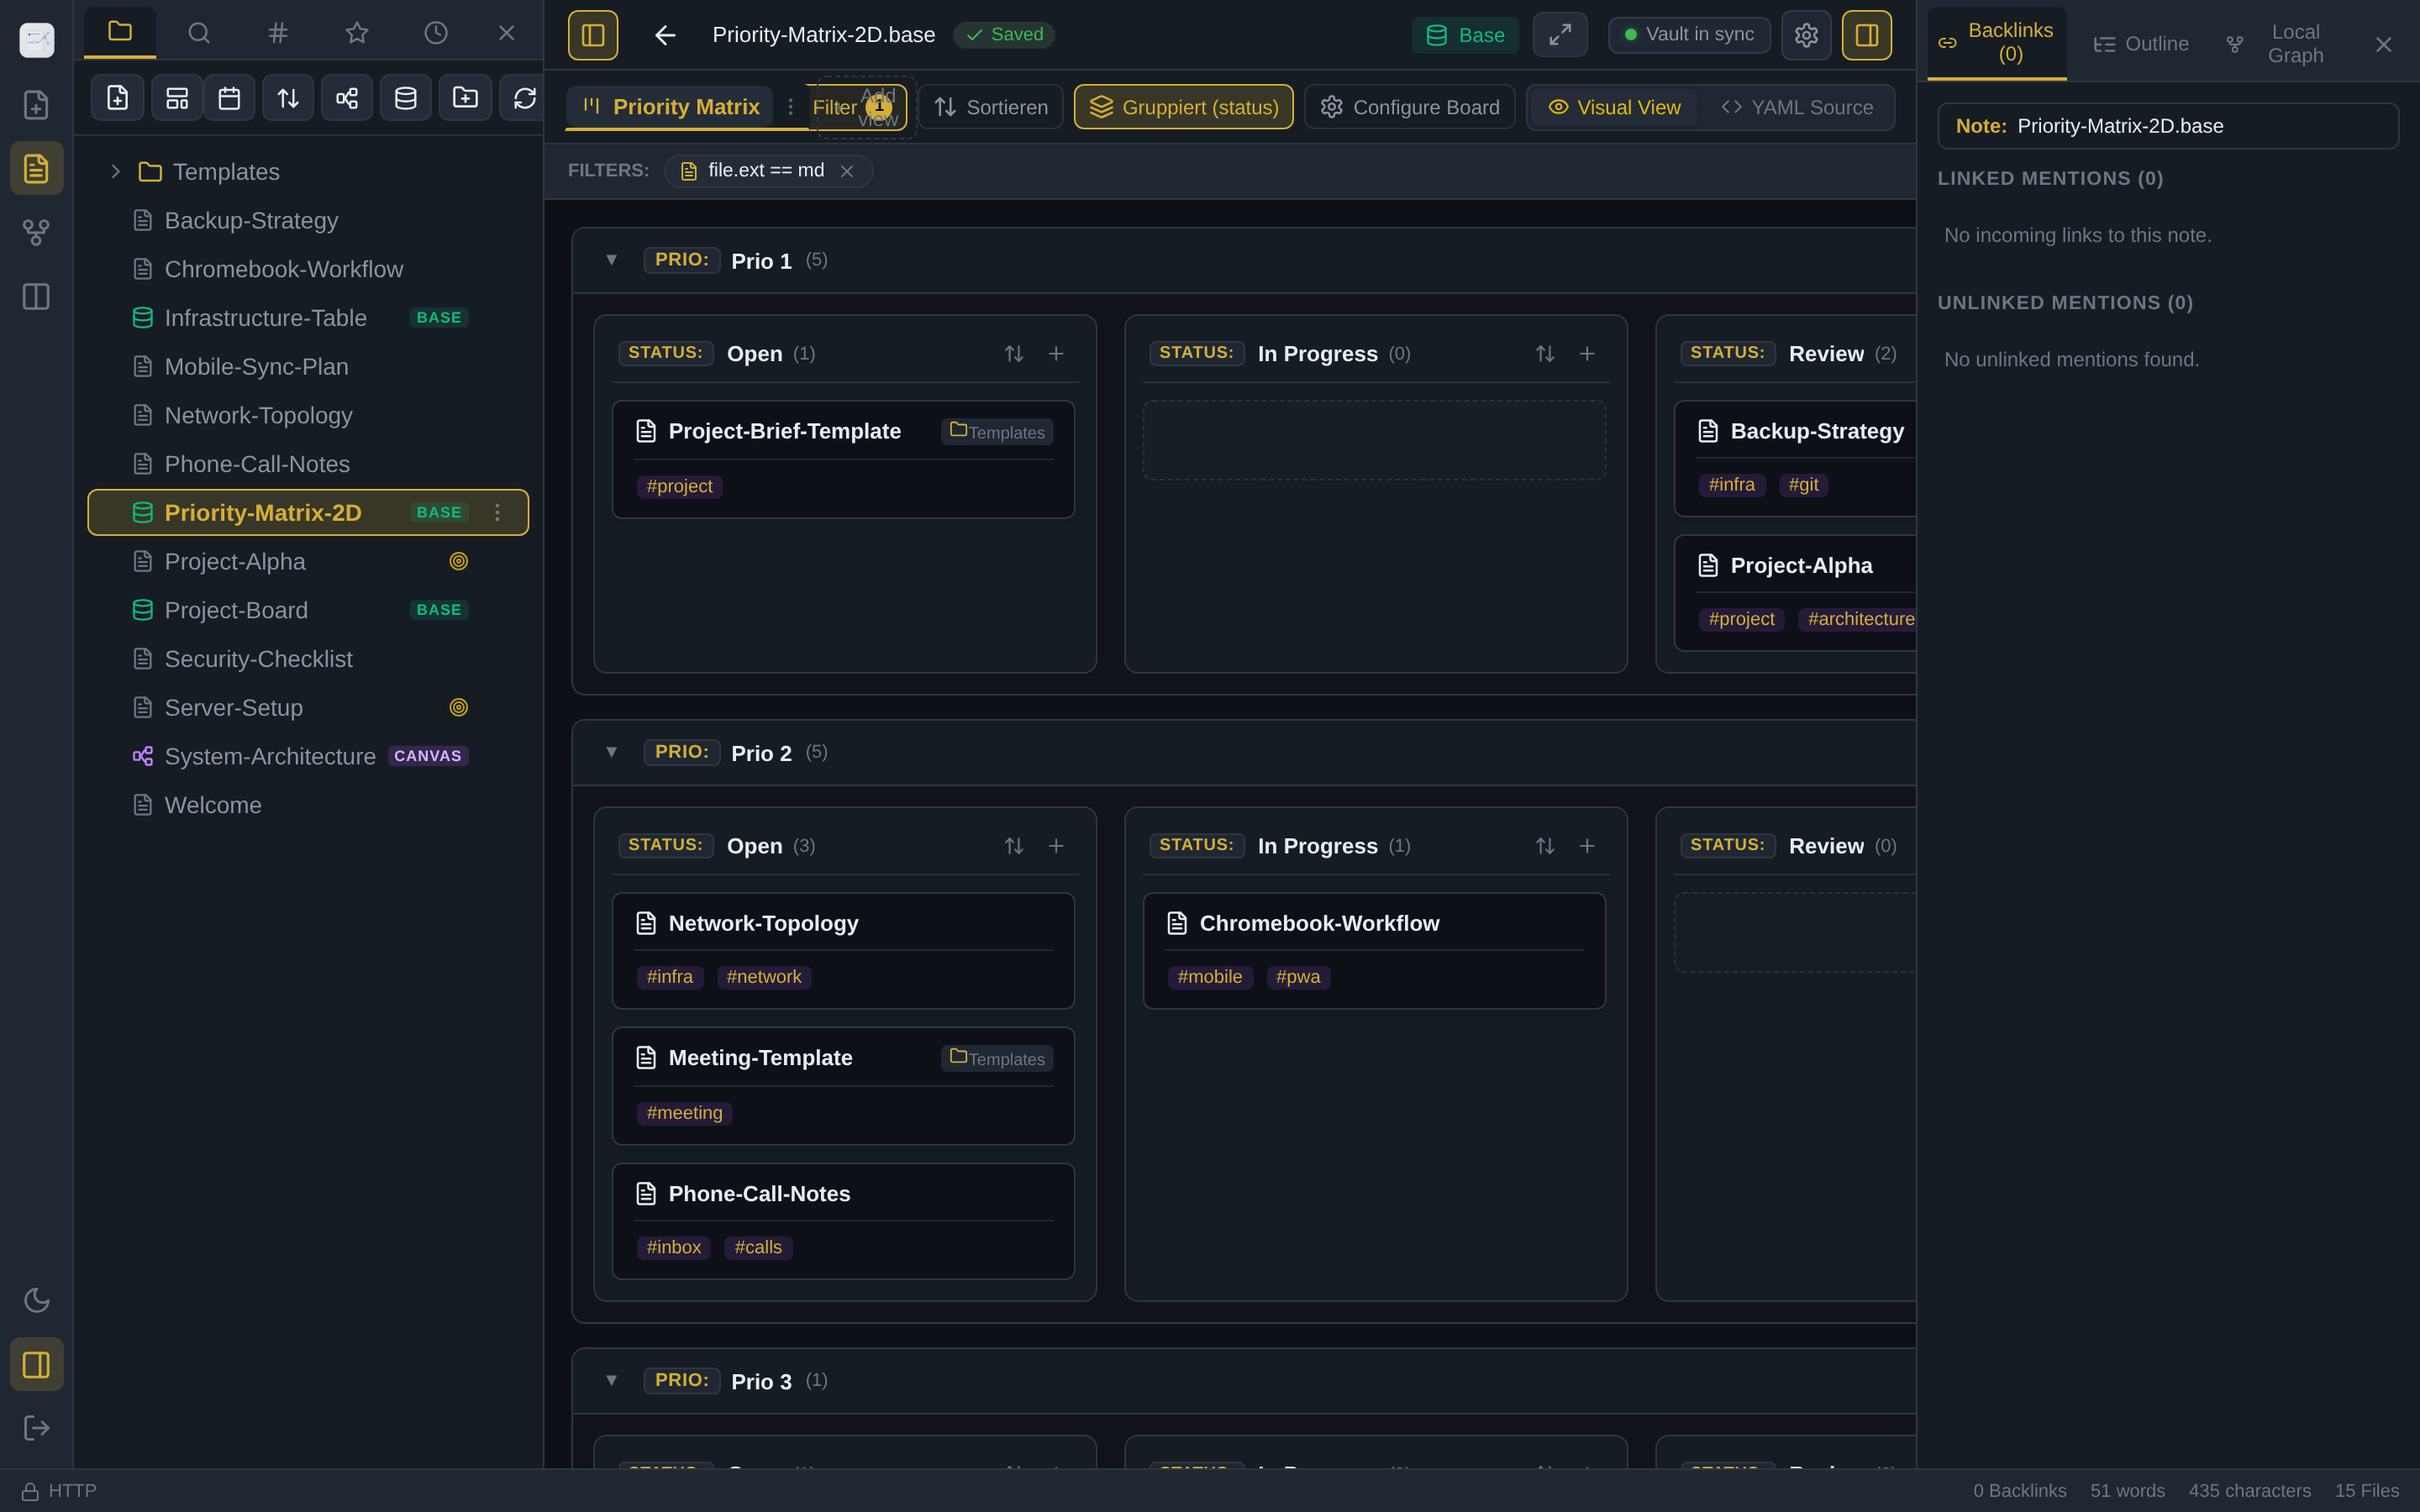 Priority-Matrix-2D.base
Saved
Base
Vault in sync
Backlinks (0)
Outline
Local Graph
Priority Matrix
Filter
Add view
1
Sortieren
Gruppiert (status)
Configure Board
Visual View
YAML Source
FILTERS:
file.ext == md
Templates
Backup-Strategy
Chromebook-Workflow
Infrastructure-Table BASE
Mobile-Sync-Plan
Network-Topology
Phone-Call-Notes
Priority-Matrix-2D BASE
Project-Alpha
Project-Board BASE
Security-Checklist
Server-Setup
System-Architecture CANVAS
Welcome
PRIO: Prio 1 (5)
STATUS: Open (1)
Project-Brief-Template Templates
#project
STATUS: In Progress (0)
STATUS: Review (2)
Backup-Strategy
#infra #git
Project-Alpha
#project #architecture
PRIO: Prio 2 (5)
STATUS: Open (3)
Network-Topology
#infra #network
Meeting-Template Templates
#meeting
Phone-Call-Notes
#inbox #calls
STATUS: In Progress (1)
Chromebook-Workflow
#mobile #pwa
STATUS: Review (0)
PRIO: Prio 3 (1)
Note: Priority-Matrix-2D.base
LINKED MENTIONS (0)
No incoming links to this note.
UNLINKED MENTIONS (0)
No unlinked mentions found.
HTTP
0 Backlinks
51 words
435 characters
15 Files